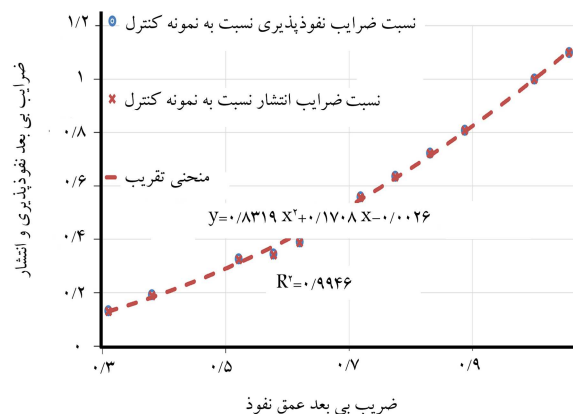 ضرایب بی بعد نفوذپذیری و انتشار
۱/۲
۱
۰/۸
۰/۶
۰/۴
۰/۲
۰
نسبت ضرایب نفوذپذیری نسبت به نمونه کنترل
نسبت ضرایب انتشار نسبت به نمونه کنترل
منحنی تقریب
y=۰/۸۳۱۹ x۲+۰/۱۷۰۸ x−۰/۰۰۲۶
R۲=۰/۹۹۴۶
۰/۳ ۰/۵ ۰/۷ ۰/۹
ضریب بی بعد عمق نفوذ